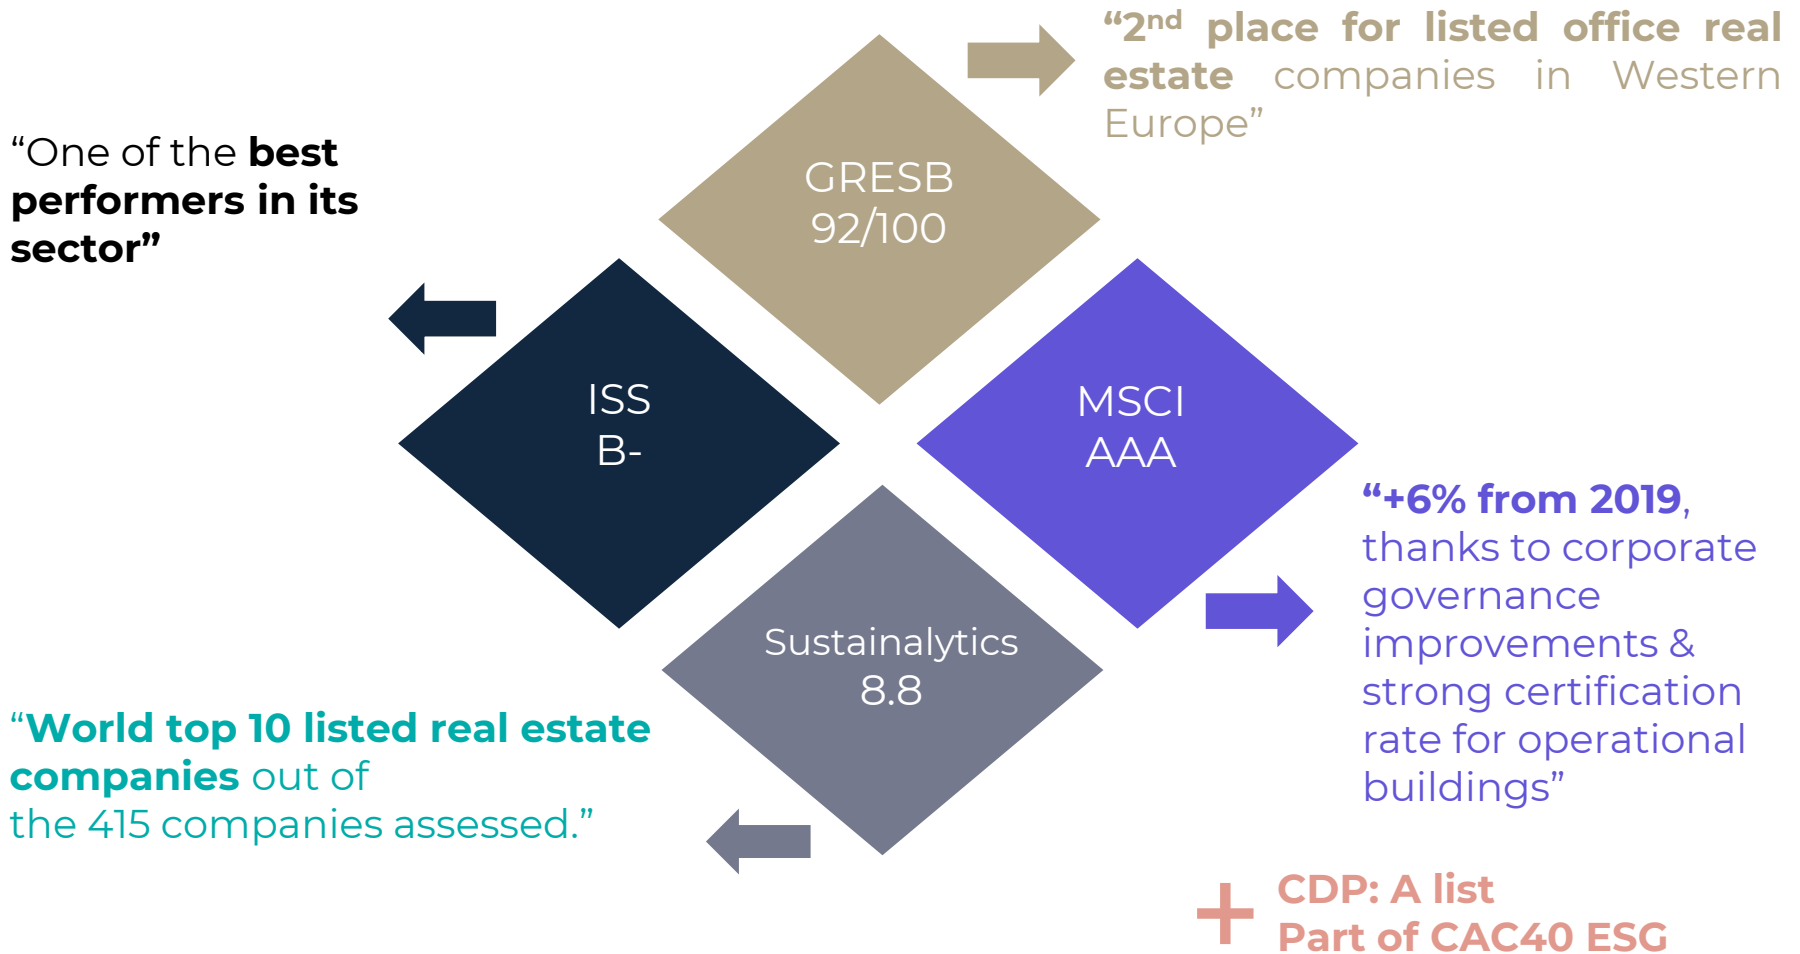 “2nd place for listed office real
estate companies in Western
Europe”
“One of the best
performers in its
sector”
GRESB
92/100
ISS
B-
MSCI
AAA
“+6% from 2019,
thanks to corporate
governance
improvements &
strong certification
rate for operational
buildings”
Sustainalytics
8.8
“World top 10 listed real estate
companies out of
the 415 companies assessed.”
+
CDP: A list
Part of CAC40 ESG